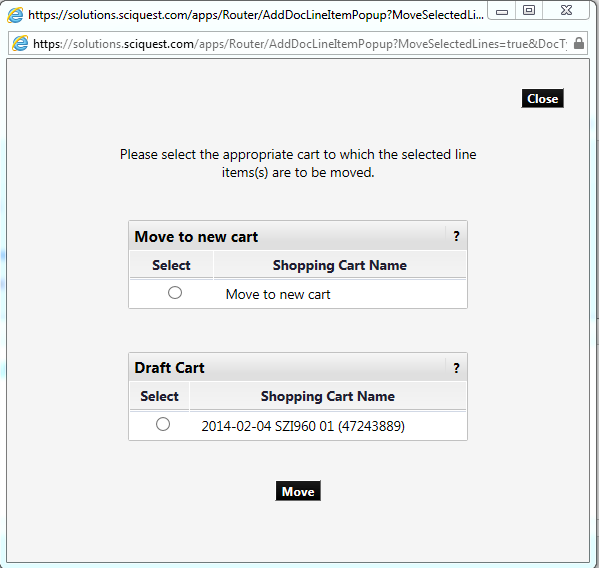 https://solutions.sciquest.com/apps/Router/AddDocLineItemPopup?MoveSelectedLi...
https://solutions.sciquest.com/apps/Router/AddDocLineItemPopup?MoveSelectedLines=true&DocTy
Close
Please select the appropriate cart to which the selected line
items(s) are to be moved.
Move to new cart ?
Select Shopping Cart Name
Move to new cart
Draft Cart ?
Select Shopping Cart Name
2014-02-04 SZI960 01 (47243889)
Move